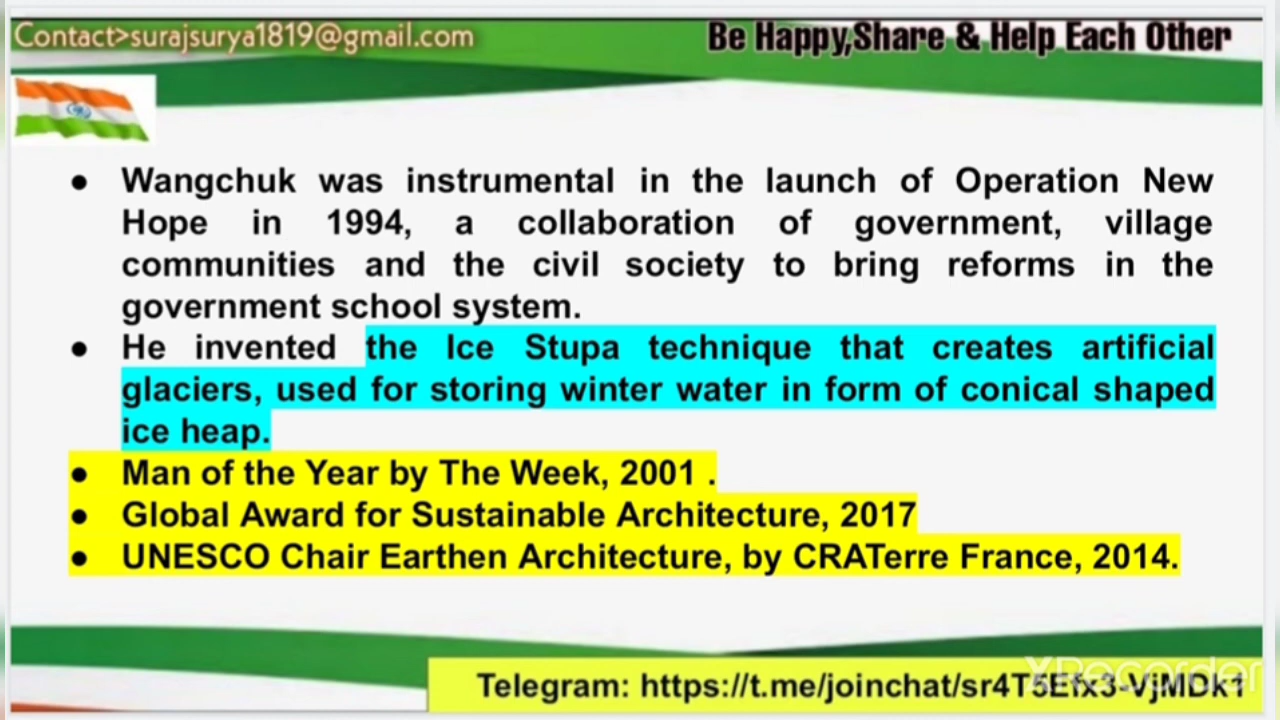 Contact>surajsurya1819@gmail.com
Be Happy,Share & Help Each Other
● Wangchuk was instrumental in the launch of Operation New
Hope in 1994, a collaboration of government, village
communities and the civil society to bring reforms in the
government school system.
● He invented the Ice Stupa technique that creates artificial
glaciers, used for storing winter water in form of conical shaped
ice heap.
● Man of the Year by The Week, 2001 .
● Global Award for Sustainable Architecture, 2017
● UNESCO Chair Earthen Architecture, by CRATerre France, 2014.
XRecorder
Telegram: https://t.me/joinchat/sr4T5Efx3-VjMDk1